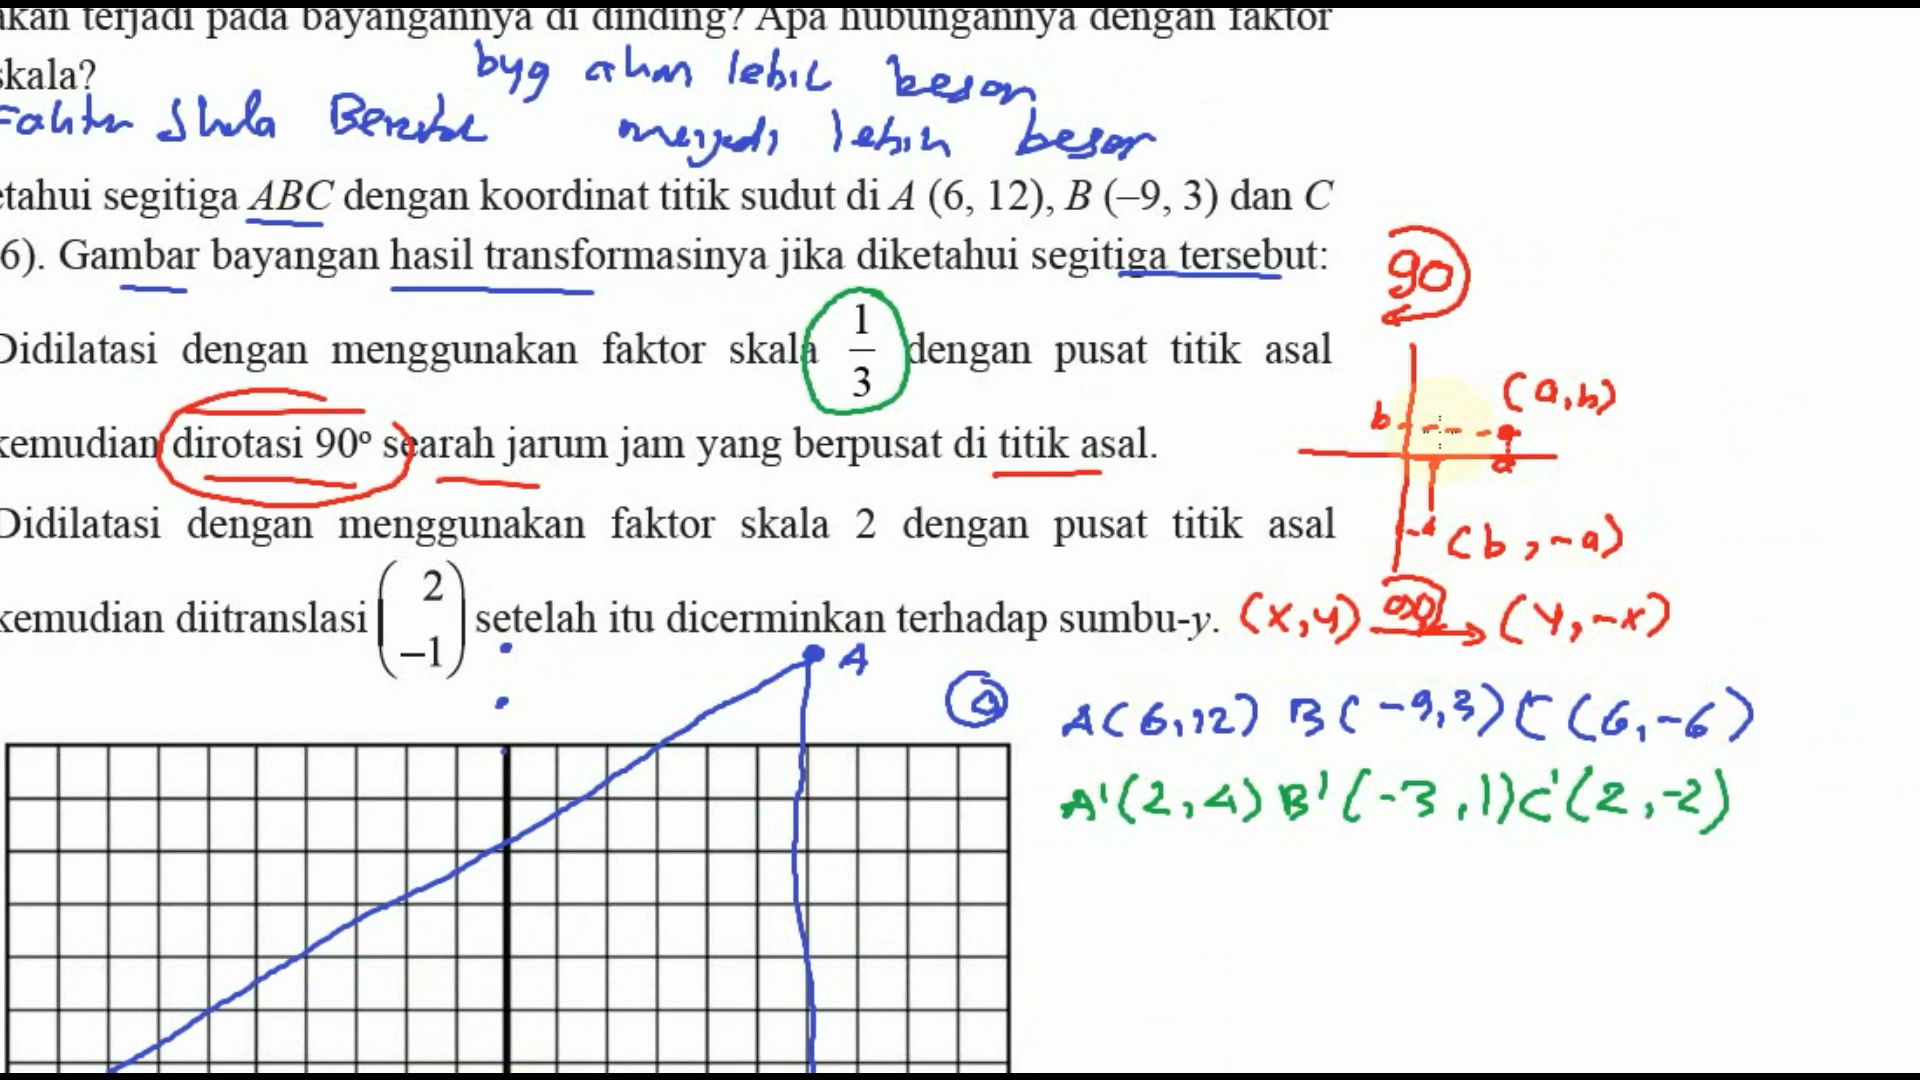 akan terjadi pada bayangannya di dinding? Apa hubungannya dengan faktor
skala?
byg akan lebih besar
Faktor Skala Berubah menjadi lebih besar
etahui segitiga ABC dengan koordinat titik sudut di A (6, 12), B (–9, 3) dan C
6). Gambar bayangan hasil transformasinya jika diketahui segitiga tersebut:
90
Didilatasi dengan menggunakan faktor skala 1/3 dengan pusat titik asal
(a,b)
b
a
kemudian dirotasi 90° searah jarum jam yang berpusat di titik asal.
Didilatasi dengan menggunakan faktor skala 2 dengan pusat titik asal
(b,-a)
kemudian diitranslasi (2 –1) setelah itu dicerminkan terhadap sumbu-y.
(x,y) (y,-x)
A
A(6,12) B(-9,3) C(6,-6)
A'(2,4) B'(-3,1) C'(2,-2)